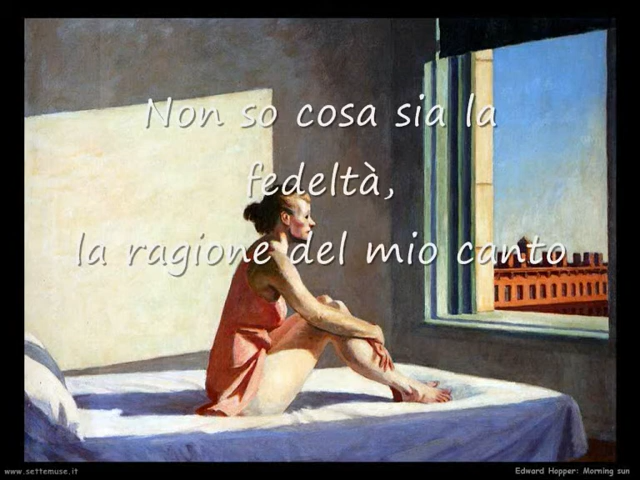 Non so cosa sia la
fedeltà,
la ragione del mio canto
www.settemuse.it
Edward Hopper: Morning sun